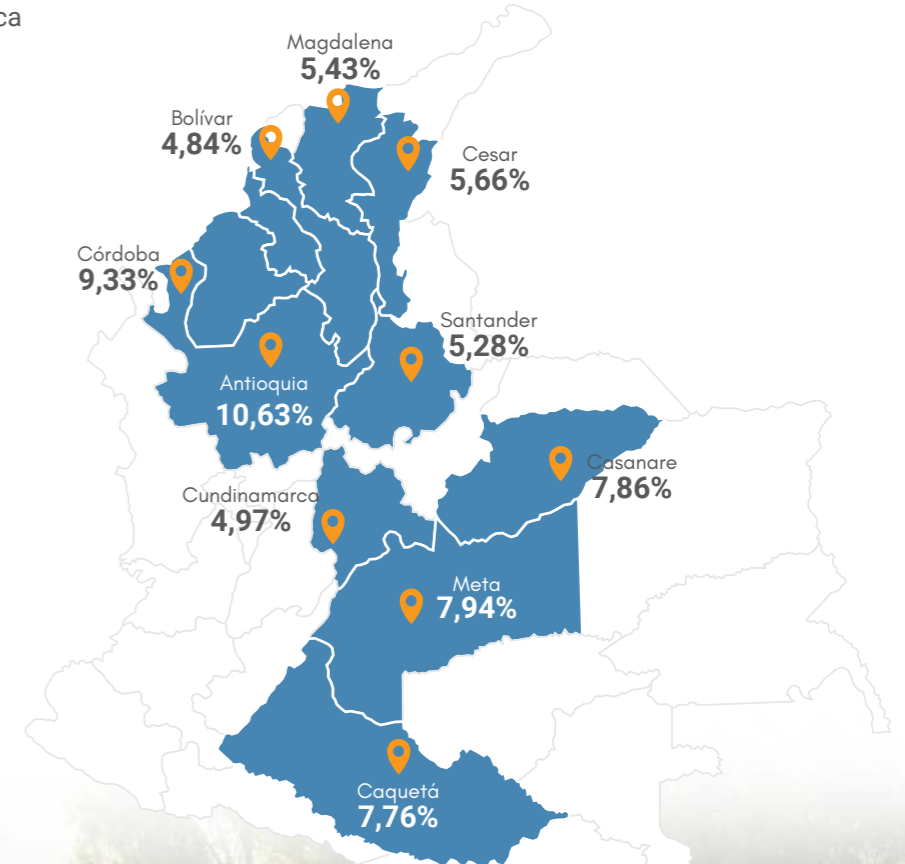 ca
Magdalena
5,43%
Bolívar
4,84%
Cesar
5,66%
Córdoba
9,33%
Santander
5,28%
Antioquia
10,63%
Casanare
7,86%
Cundinamarca
4,97%
Meta
7,94%
Caquetá
7,76%